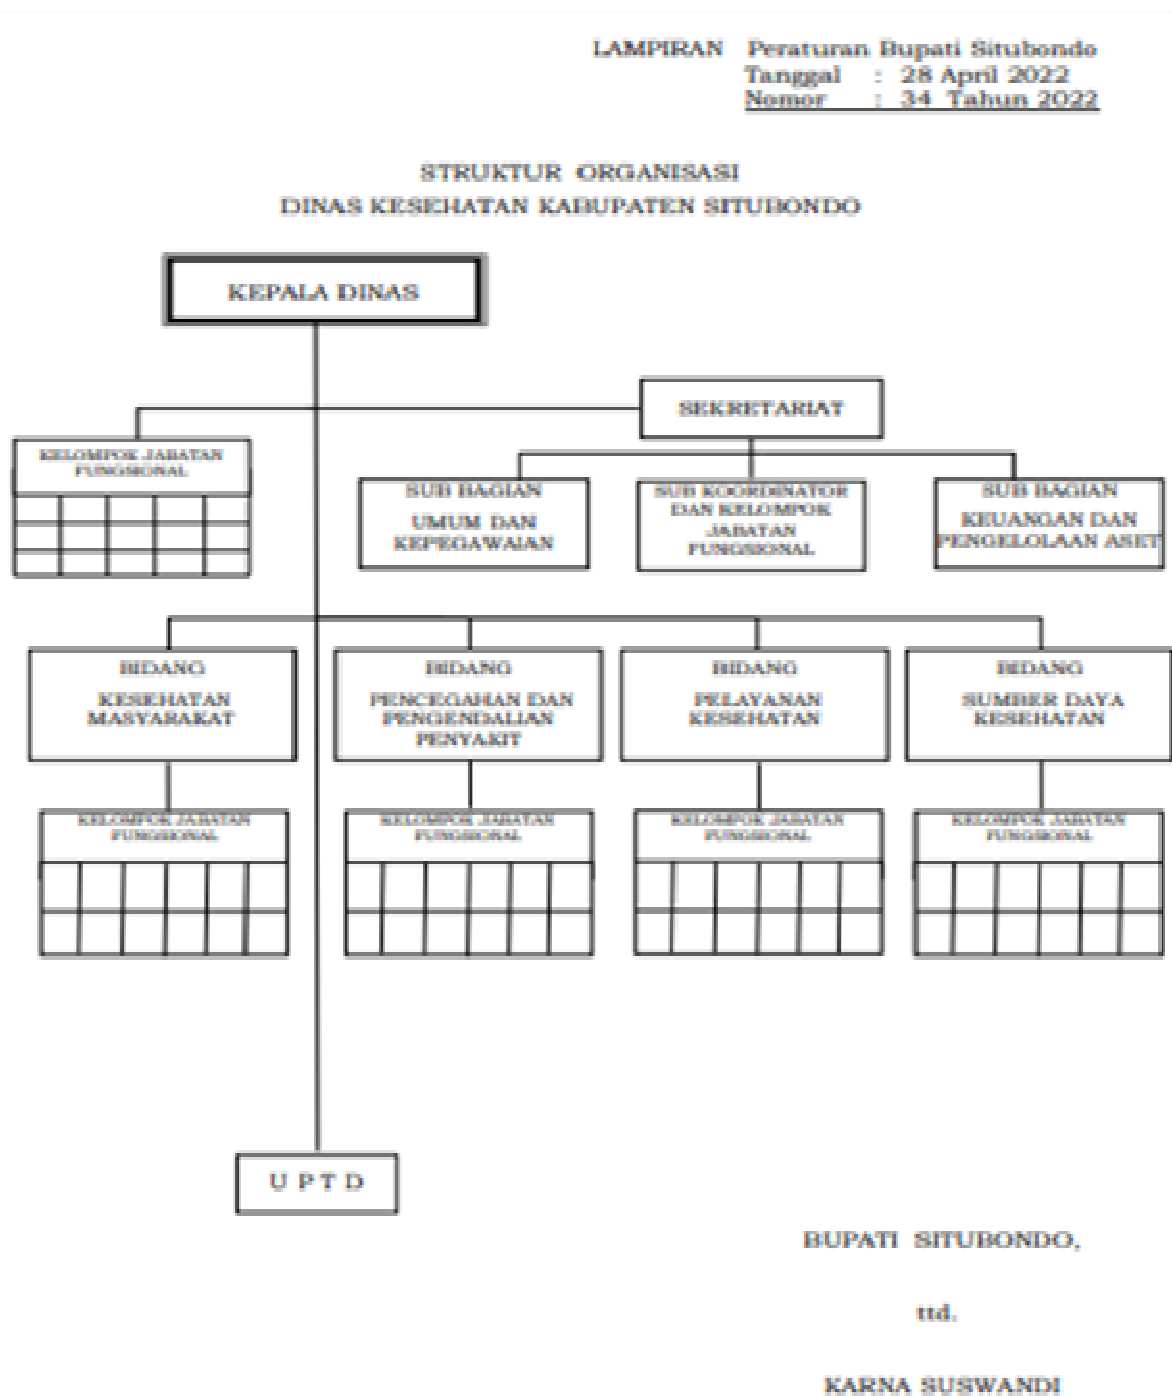 LAMPIRAN Peraturan Bupati Situbondo
Tanggal : 28 April 2022
Nomor : 34 Tahun 2022
STRUKTUR ORGANISASI
DINAS KESEHATAN KABUPATEN SITUBONDO
KEPALA DINAS
SEKRETARIAT
KELOMPOK JABATAN
FUNGSIONAL
SUB BAGIAN
UMUM DAN
KEPEGAWAIAN
SUB KOORDINATOR
DAN KELOMPOK
JABATAN
FUNGSIONAL
SUB BAGIAN
KEUANGAN DAN
PENGELOLAAN ASET
BIDANG
KESEHATAN
MASYARAKAT
BIDANG
PENCEGAHAN DAN
PENGENDALIAN
PENYAKIT
BIDANG
PELAYANAN
KESEHATAN
BIDANG
SUMBER DAYA
KESEHATAN
KELOMPOK JABATAN
FUNGSIONAL
KELOMPOK JABATAN
FUNGSIONAL
KELOMPOK JABATAN
FUNGSIONAL
KELOMPOK JABATAN
FUNGSIONAL
U P T D
BUPATI SITUBONDO,
ttd.
KARNA SUSWANDI